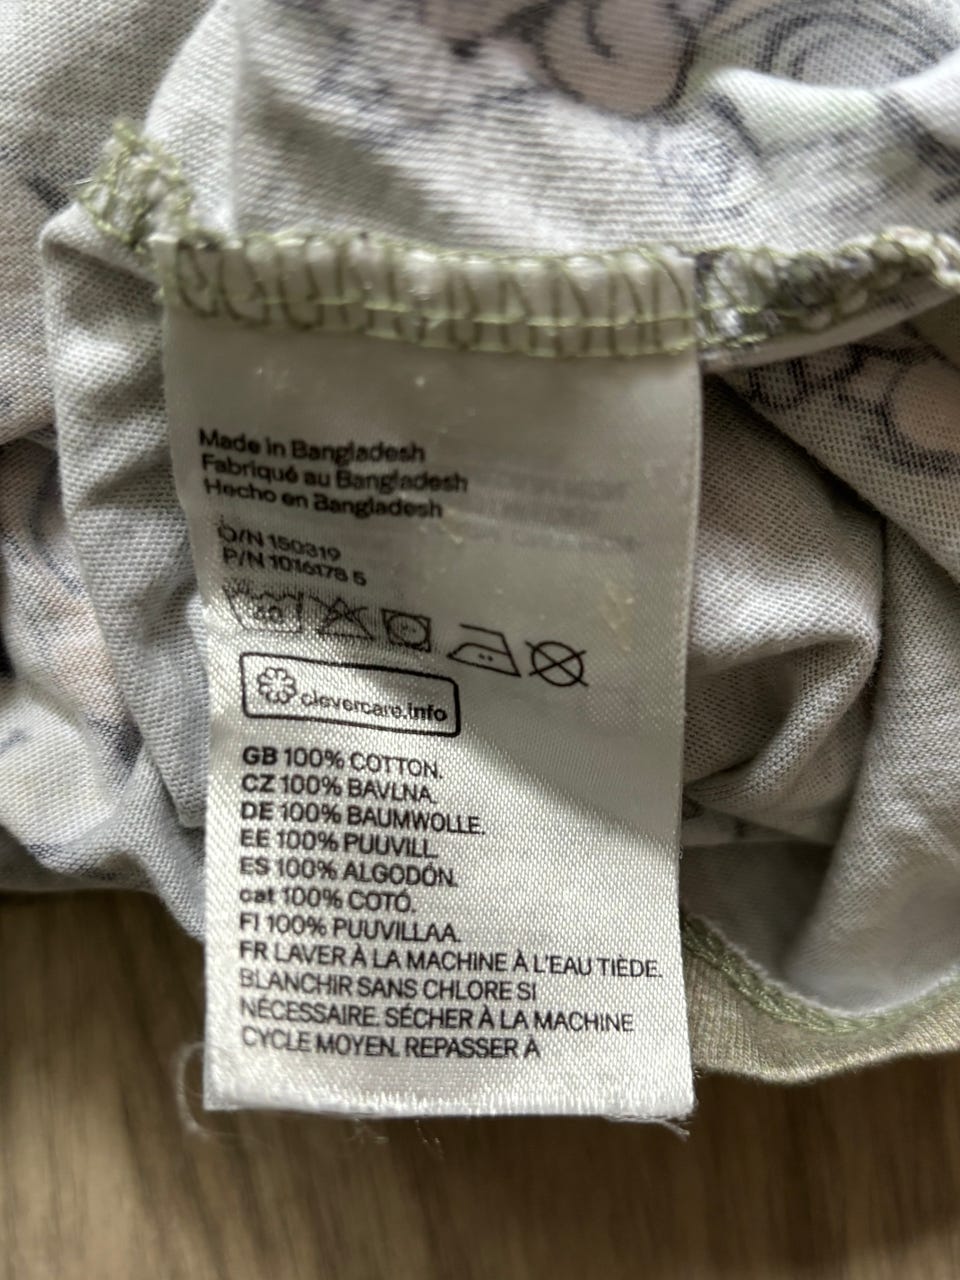 Made in Bangladesh
Fabriqué au Bangladesh
Hecho en Bangladesh
O/N 150319
P/N 1016178 5
clevercare.info
GB 100% COTTON.
CZ 100% BAVLNA.
DE 100% BAUMWOLLE.
EE 100% PUUVILL.
ES 100% ALGODÓN.
cat 100% COTÓ.
FI 100% PUUVILLAA.
FR LAVER À LA MACHINE À L'EAU TIÈDE.
BLANCHIR SANS CHLORE SI
NÉCESSAIRE. SÉCHER À LA MACHINE
CYCLE MOYEN. REPASSER À